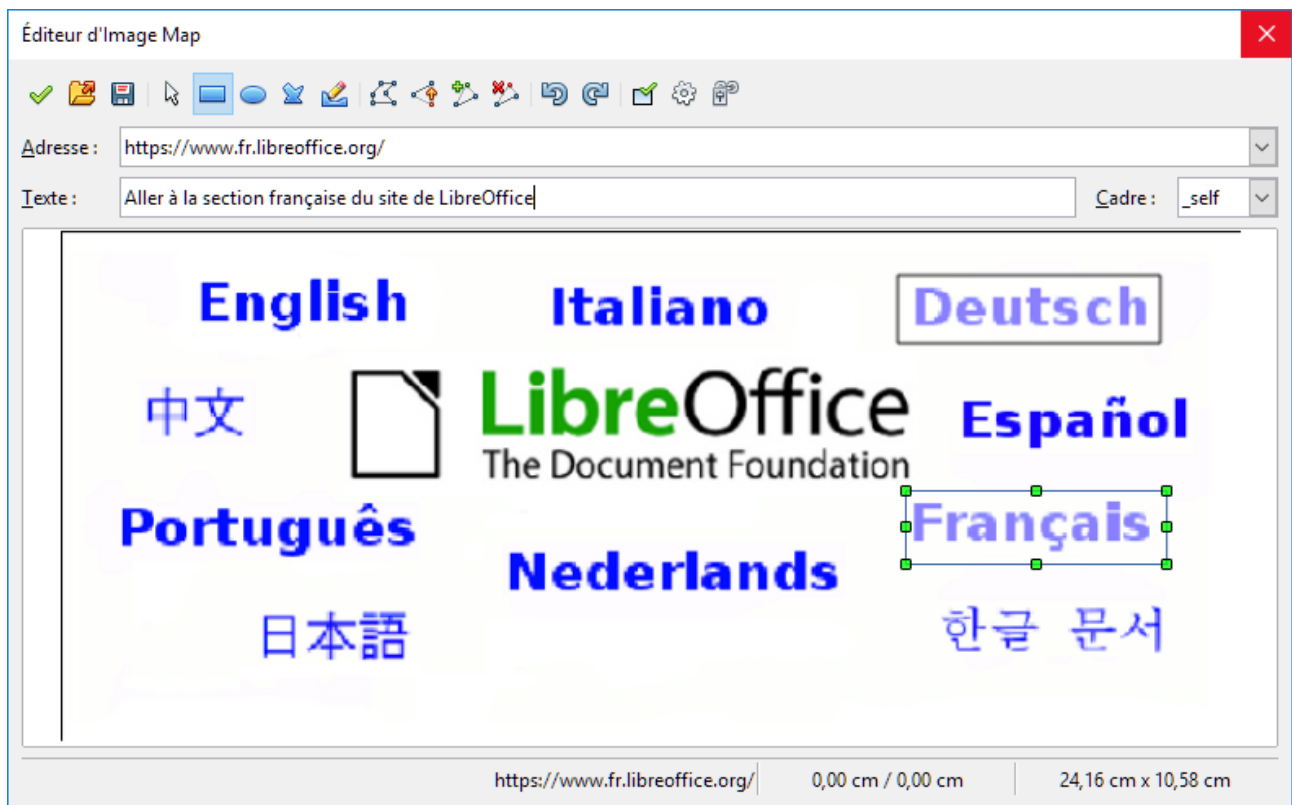 Éditeur d'Image Map
Adresse : https://www.fr.libreoffice.org/
Texte : Aller à la section française du site de LibreOffice Cadre : _self
English Italiano Deutsch
中文 LibreOffice Español
The Document Foundation
Português Français
Nederlands
日本語 한글 문서
https://www.fr.libreoffice.org/ 0,00 cm / 0,00 cm 24,16 cm x 10,58 cm